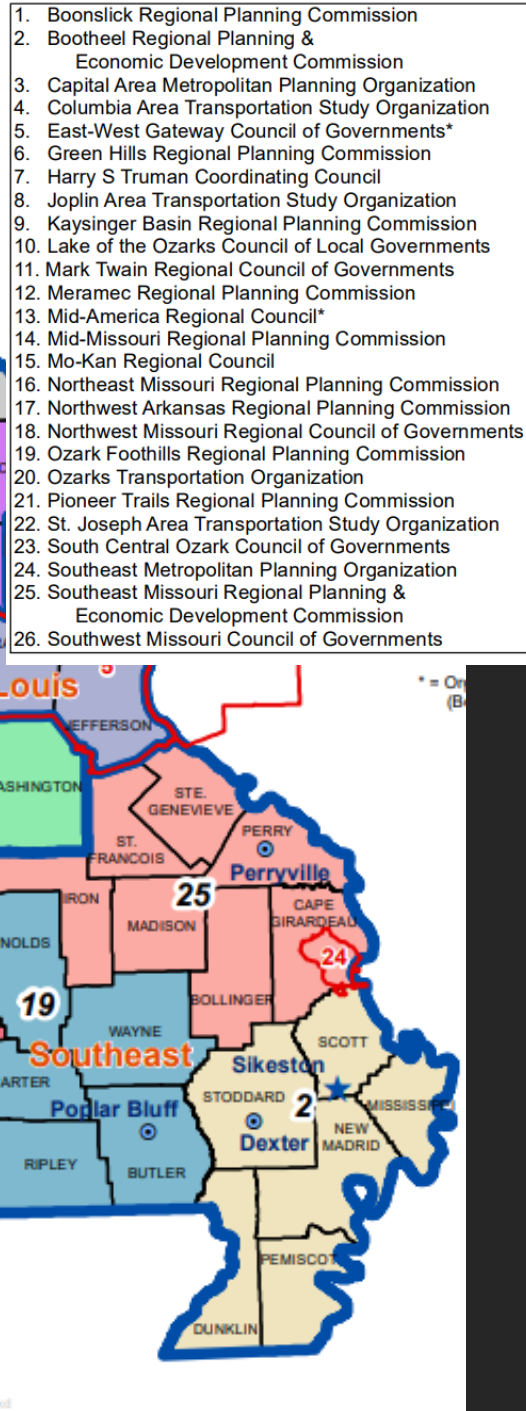 1. Boonslick Regional Planning Commission
2. Bootheel Regional Planning &
Economic Development Commission
3. Capital Area Metropolitan Planning Organization
4. Columbia Area Transportation Study Organization
5. East-West Gateway Council of Governments*
6. Green Hills Regional Planning Commission
7. Harry S Truman Coordinating Council
8. Joplin Area Transportation Study Organization
9. Kaysinger Basin Regional Planning Commission
10. Lake of the Ozarks Council of Local Governments
11. Mark Twain Regional Council of Governments
12. Meramec Regional Planning Commission
13. Mid-America Regional Council*
14. Mid-Missouri Regional Planning Commission
15. Mo-Kan Regional Council
16. Northeast Missouri Regional Planning Commission
17. Northwest Arkansas Regional Planning Commission
18. Northwest Missouri Regional Council of Governments
19. Ozark Foothills Regional Planning Commission
20. Ozarks Transportation Organization
21. Pioneer Trails Regional Planning Commission
22. St. Joseph Area Transportation Study Organization
23. South Central Ozark Council of Governments
24. Southeast Metropolitan Planning Organization
25. Southeast Missouri Regional Planning &
Economic Development Commission
26. Southwest Missouri Council of Governments
5
Louis
* = Or
(B
JEFFERSON
ASHINGTON
STE.
GENEVIEVE
PERRY
ST.
FRANCOIS
Perryville
IRON
25
CAPE
GIRARDEAU
MADISON
NOLDS
24
BOLLINGER
19
WAYNE
SCOTT
Southeast
Sikeston
ARTER
STODDARD
2
MISSISSIPPI
Poplar Bluff
NEW
MADRID
Dexter
RIPLEY
BUTLER
PEMISCOT
DUNKLIN